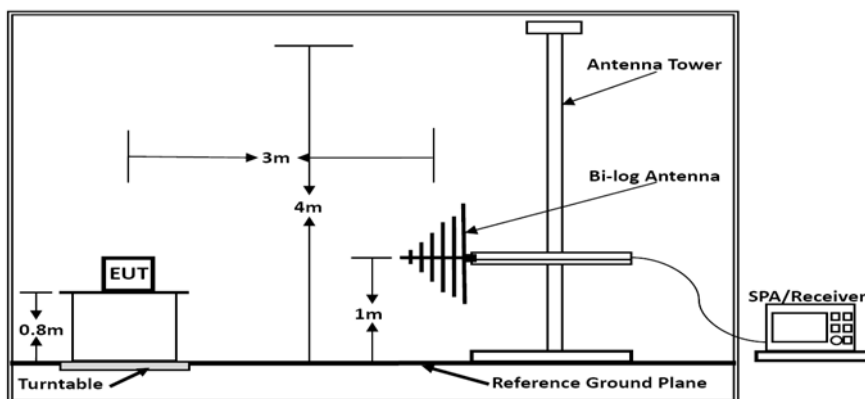 Antenna Tower
3m
Bi-log Antenna
4m
EUT
SPA/Receiver
0.8m
1m
Turntable
Reference Ground Plane